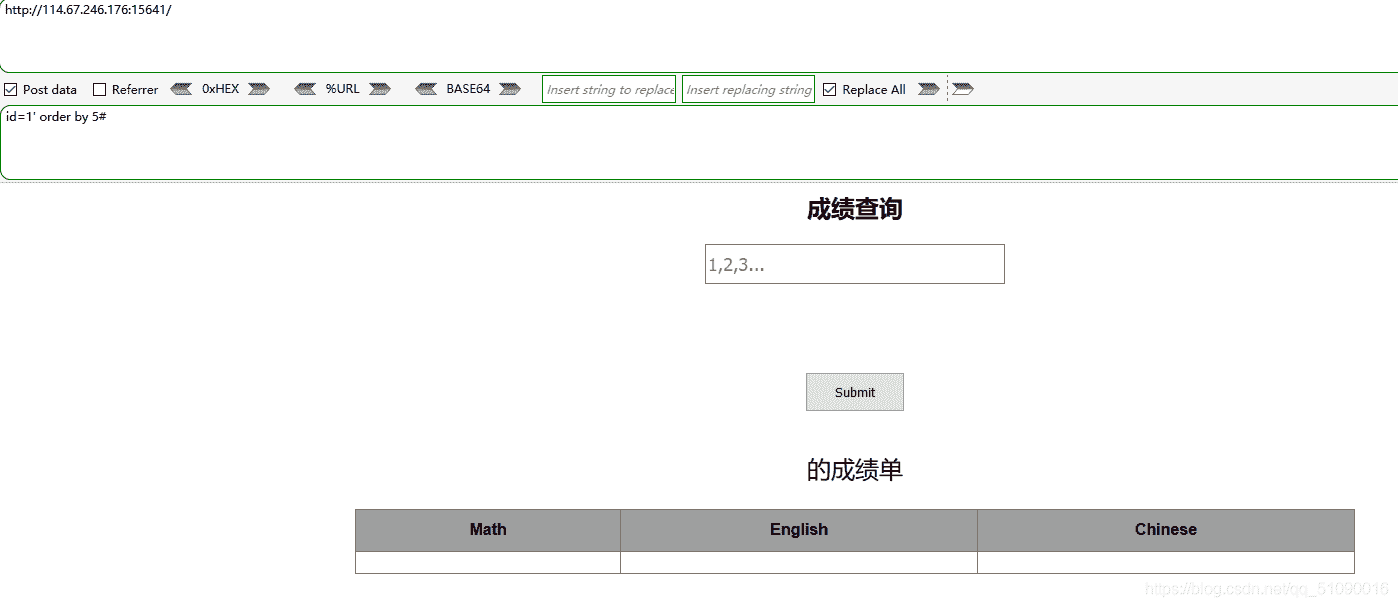 http://114.67.246.176:15641/
Post data Referrer 0xHEX %URL BASE64 Insert string to replace Insert replacing string Replace All
id=1' order by 5#
成绩查询
1,2,3...
Submit
的成绩单
Math English Chinese
https://blog.csdn.net/qq_51090016